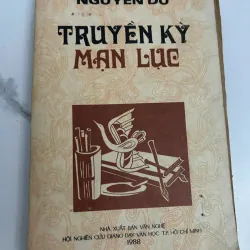 NGUYỄN DỮ
TRUYỀN KỲ
MẠN LỤC
NHÀ XUẤT BẢN VĂN NGHỆ
HỘI NGHIÊN CỨU GIẢNG DẠY VĂN HỌC T.P. HỒ CHÍ MINH
1988